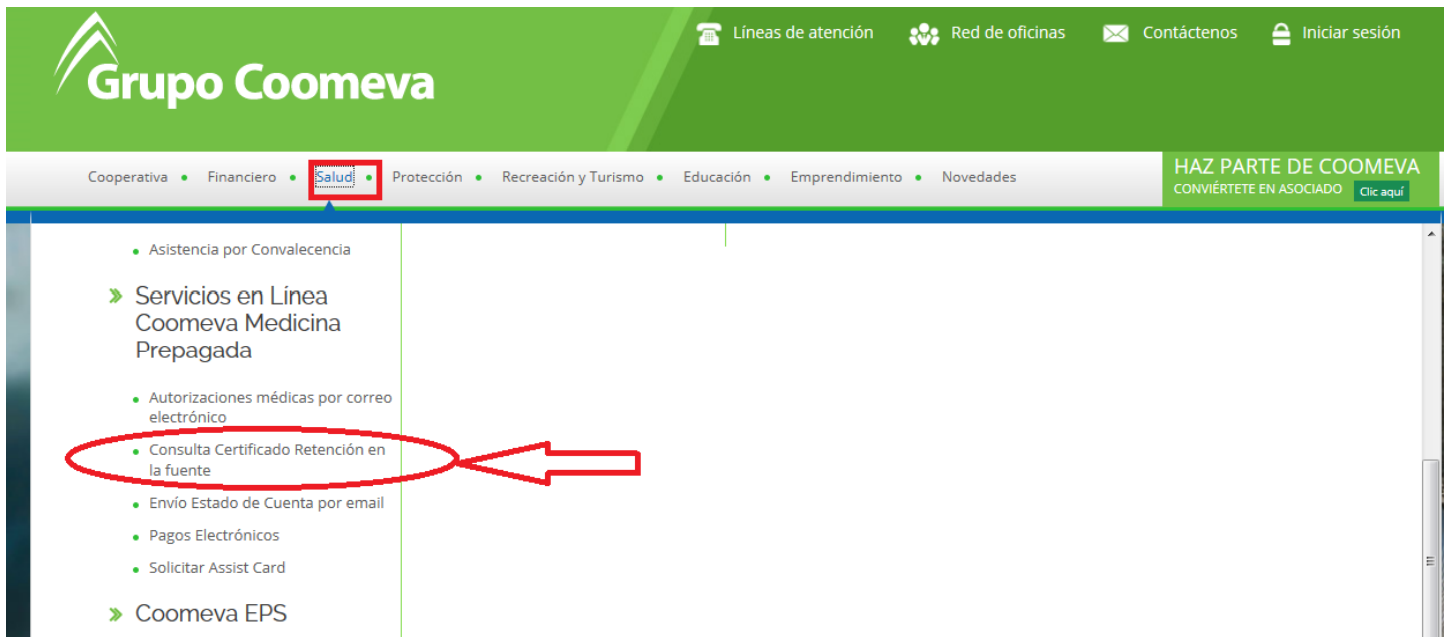 Líneas de atención
Red de oficinas
Contáctenos
Iniciar sesión
Grupo Coomeva
Cooperativa • Financiero • Salud • Protección • Recreación y Turismo • Educación • Emprendimiento • Novedades
HAZ PARTE DE COOMEVA
CONVIÉRTETE EN ASOCIADO Clic aquí
• Asistencia por Convalecencia
» Servicios en Línea
Coomeva Medicina
Prepagada
• Autorizaciones médicas por correo
electrónico
• Consulta Certificado Retención en
la fuente
• Envío Estado de Cuenta por email
• Pagos Electrónicos
• Solicitar Assist Card
» Coomeva EPS